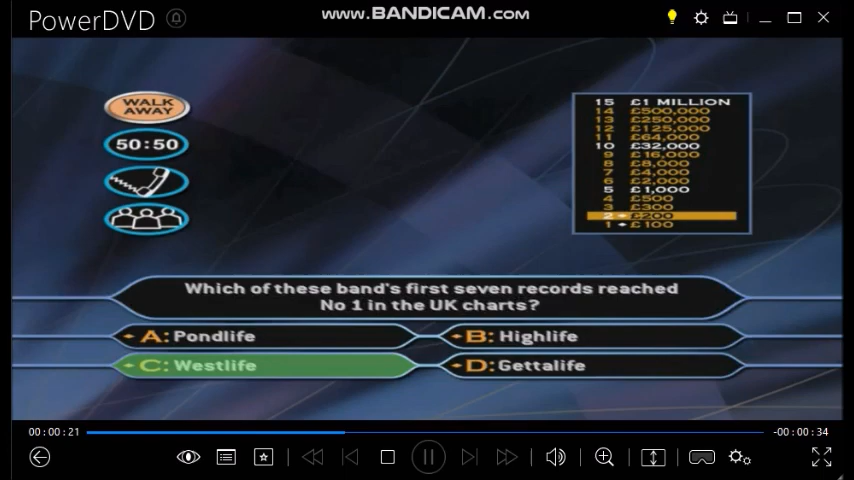 PowerDVD
www.BANDICAM.com
WALK AWAY
50:50
15 £1 MILLION
14 £500,000
13 £250,000
12 £125,000
11 £64,000
10 £32,000
9 £16,000
8 £8,000
7 £4,000
6 £2,000
5 £1,000
4 £500
3 £300
2 £200
1 £100
Which of these band's first seven records reached
No 1 in the UK charts?
A: Pondlife
B: Highlife
C: Westlife
D: Gettalife
00:00:21
-00:00:34